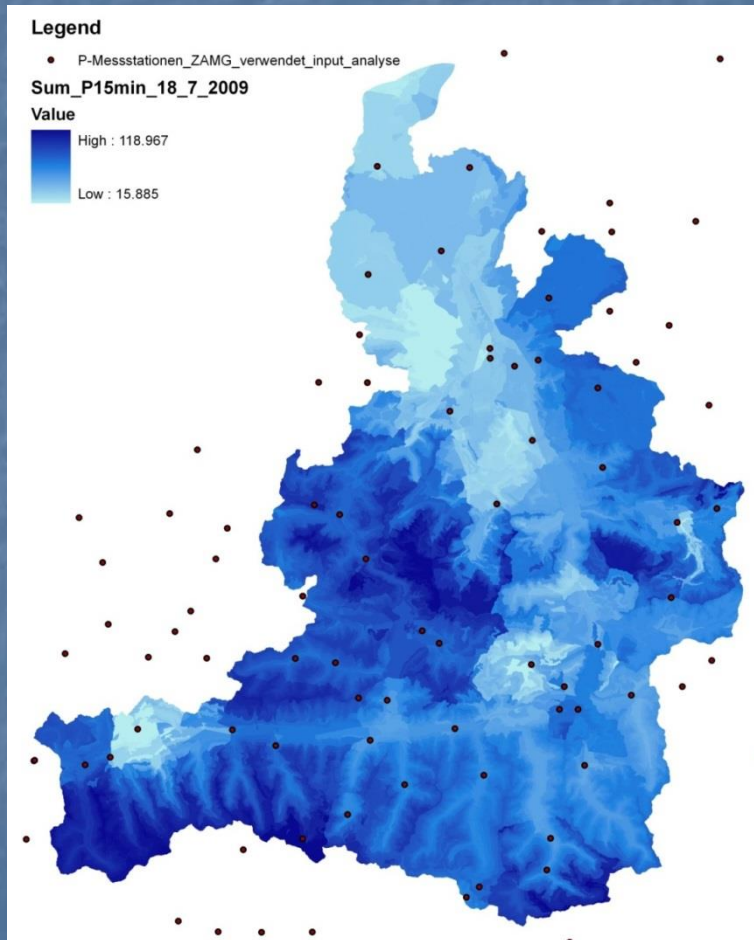 Legend
P-Messstationen_ZAMG_verwendet_input_analyse
Sum_P15min_18_7_2009
Value
High : 118.967
Low : 15.885